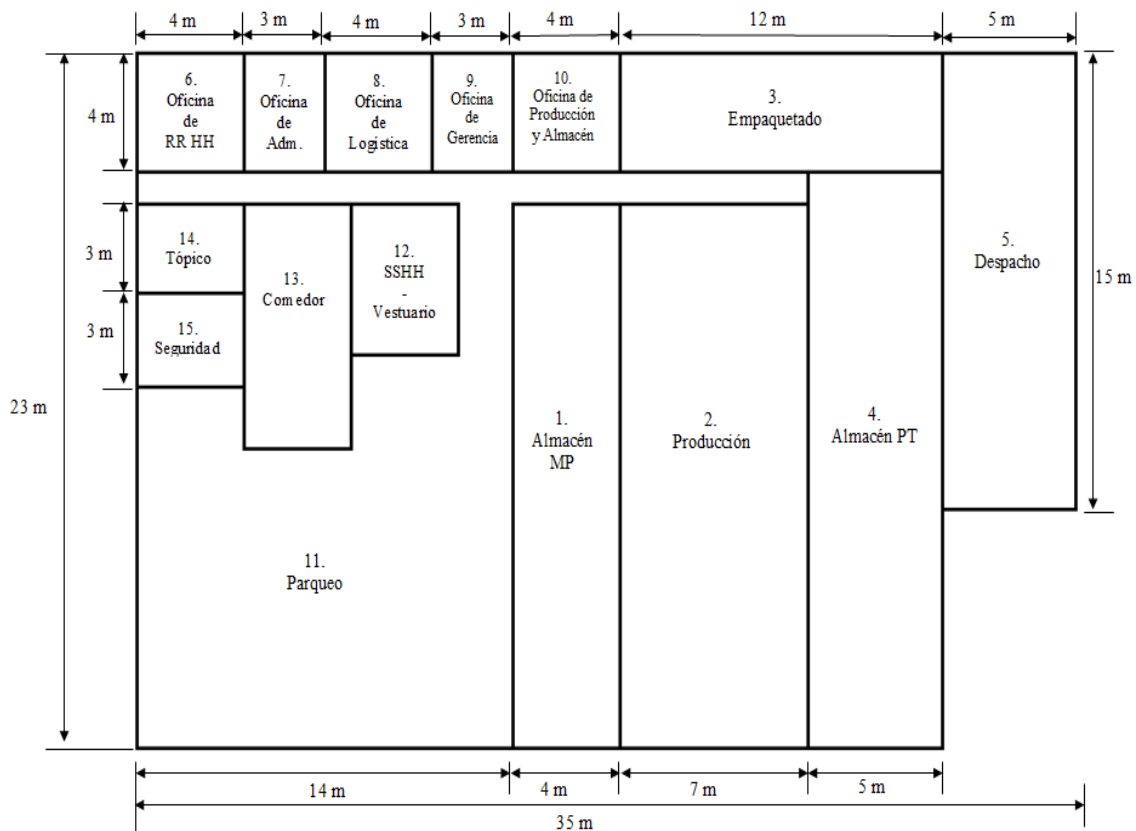 4 m
3 m
4 m
3 m
4 m
12 m
5 m
6.
Oficina
de
RR HH
7.
Oficina
de
Adm.
8.
Oficina
de
Logística
9.
Oficina
de
Gerencia
10.
Oficina de
Producción
y Almacén
3.
Empaquetado
4 m
14.
Tópico
13.
Comedor
12.
SSHH
-
Vestuario
5.
Despacho
3 m
15 m
15.
Seguridad
3 m
23 m
1.
Almacén
MP
2.
Producción
4.
Almacén PT
11.
Parqueo
14 m
4 m
7 m
5 m
35 m